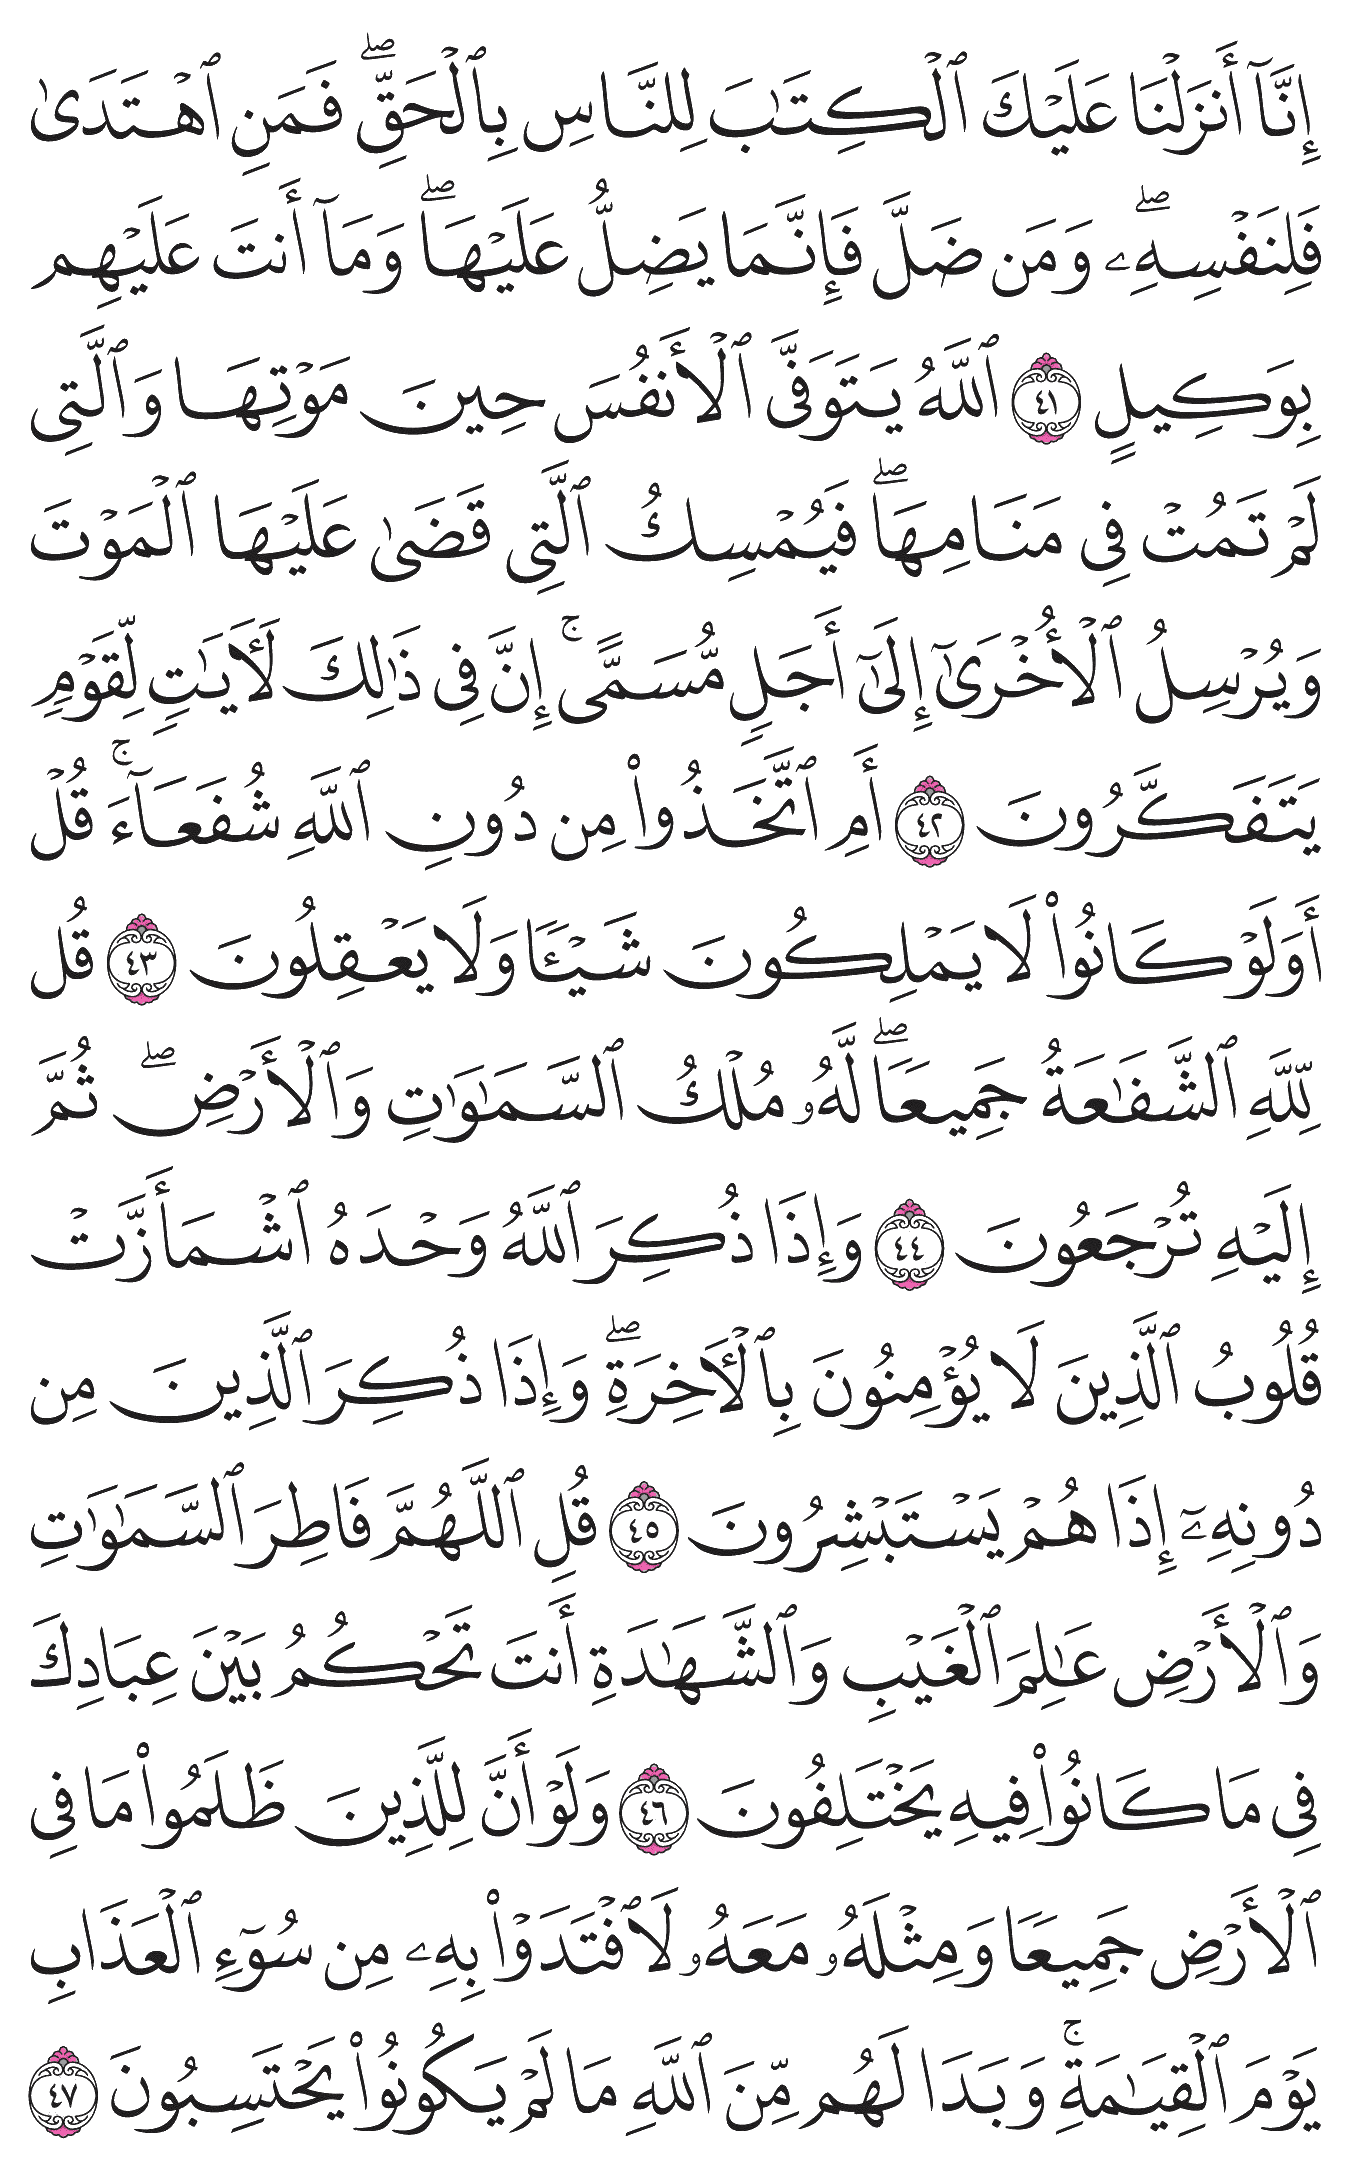 إِنَّآ أَنزَلۡنَا عَلَيۡكَ ٱلۡكِتَٰبَ لِلنَّاسِ بِٱلۡحَقِّۖ فَمَنِ ٱهۡتَدَىٰ
فَلِنَفۡسِهِۦۖ وَمَن ضَلَّ فَإِنَّمَا يَضِلُّ عَلَيۡهَاۖ وَمَآ أَنتَ عَلَيۡهِم
بِوَكِيلٍ ٤١ ٱللَّهُ يَتَوَفَّى ٱلۡأَنفُسَ حِينَ مَوۡتِهَا وَٱلَّتِي
لَمۡ تَمُتۡ فِي مَنَامِهَاۖ فَيُمۡسِكُ ٱلَّتِي قَضَىٰ عَلَيۡهَا ٱلۡمَوۡتَ
وَيُرۡسِلُ ٱلۡأُخۡرَىٰٓ إِلَىٰٓ أَجَلٖ مُّسَمًّىۚ إِنَّ فِي ذَٰلِكَ لَأٓيَٰتٖ لِّقَوۡمٖ
يَتَفَكَّرُونَ ٤٢ أَمِ ٱتَّخَذُواْ مِن دُونِ ٱللَّهِ شُفَعَآءَۚ قُلۡ
أَوَلَوۡ كَانُواْ لَا يَمۡلِكُونَ شَيۡـٔٗا وَلَا يَعۡقِلُونَ ٤٣ قُل
لِّلَّهِ ٱلشَّفَٰعَةُ جَمِيعٗاۖ لَّهُۥ مُلۡكُ ٱلسَّمَٰوَٰتِ وَٱلۡأَرۡضِۖ ثُمَّ
إِلَيۡهِ تُرۡجَعُونَ ٤٤ وَإِذَا ذُكِرَ ٱللَّهُ وَحۡدَهُ ٱشۡمَأَزَّتۡ
قُلُوبُ ٱلَّذِينَ لَا يُؤۡمِنُونَ بِٱلۡأٓخِرَةِۖ وَإِذَا ذُكِرَ ٱلَّذِينَ مِن
دُونِهِۦٓ إِذَا هُمۡ يَسۡتَبۡشِرُونَ ٤٥ قُلِ ٱللَّهُمَّ فَاطِرَ ٱلسَّمَٰوَٰتِ
وَٱلۡأَرۡضِ عَٰلِمَ ٱلۡغَيۡبِ وَٱلشَّهَٰدَةِ أَنتَ تَحۡكُمُ بَيۡنَ عِبَادِكَ
فِي مَا كَانُواْ فِيهِ يَخۡتَلِفُونَ ٤٦ وَلَوۡ أَنَّ لِلَّذِينَ ظَلَمُواْ مَا فِي
ٱلۡأَرۡضِ جَمِيعٗا وَمِثۡلَهُۥ مَعَهُۥ لَٱفۡتَدَوۡاْ بِهِۦ مِن سُوٓءِ ٱلۡعَذَابِ
يَوۡمَ ٱلۡقِيَٰمَةِۚ وَبَدَا لَهُم مِّنَ ٱللَّهِ مَا لَمۡ يَكُونُواْ يَحۡتَسِبُونَ ٤٧